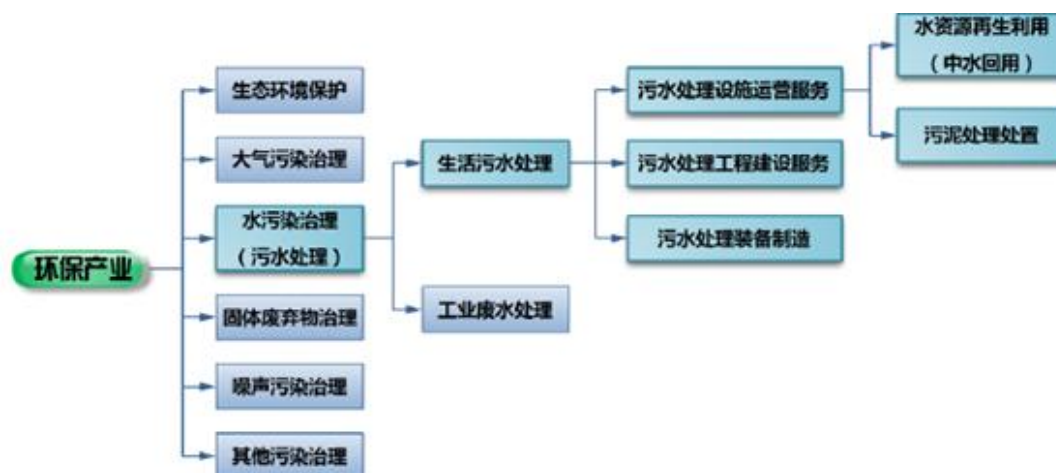 环保产业
生态环境保护
大气污染治理
水污染治理
（污水处理）
固体废弃物治理
噪声污染治理
其他污染治理
生活污水处理
工业废水处理
污水处理设施运营服务
污水处理工程建设服务
污水处理装备制造
水资源再生利用
（中水回用）
污泥处理处置